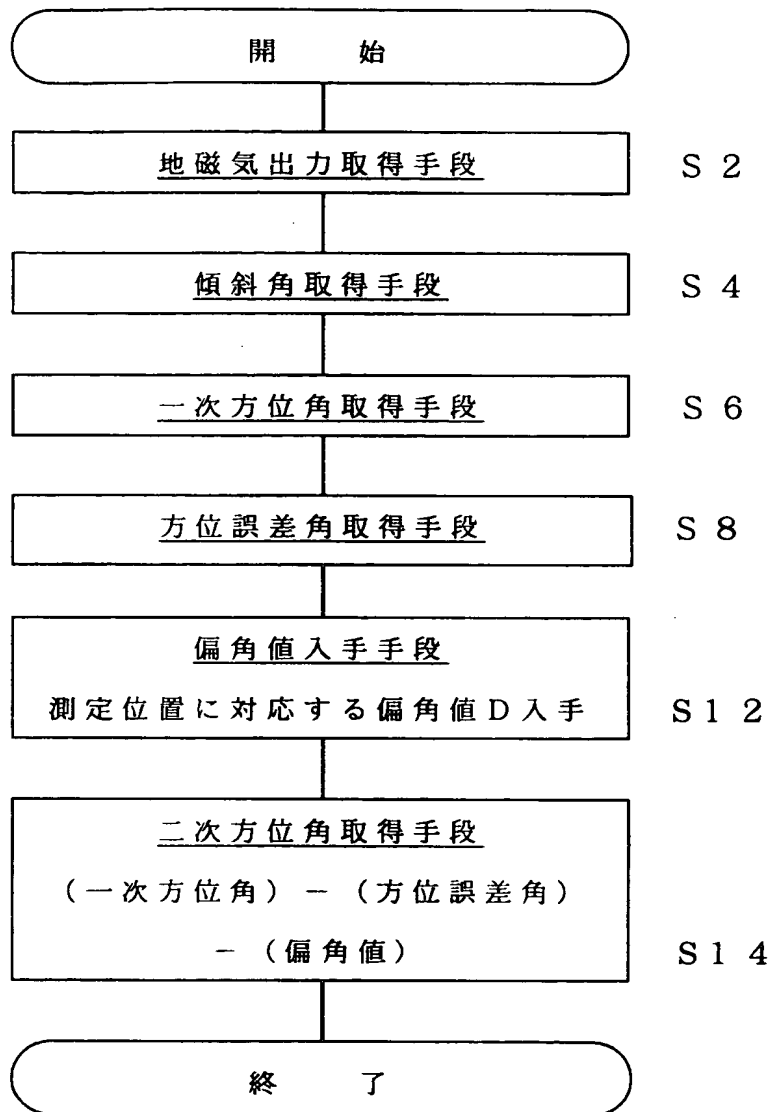 開始
地磁気出力取得手段 S2
傾斜角取得手段 S4
一次方位角取得手段 S6
方位誤差角取得手段 S8
偏角値入手手段
測定位置に対応する偏角値D入手 S12
二次方位角取得手段
(一次方位角) - (方位誤差角)
- (偏角値) S14
終了